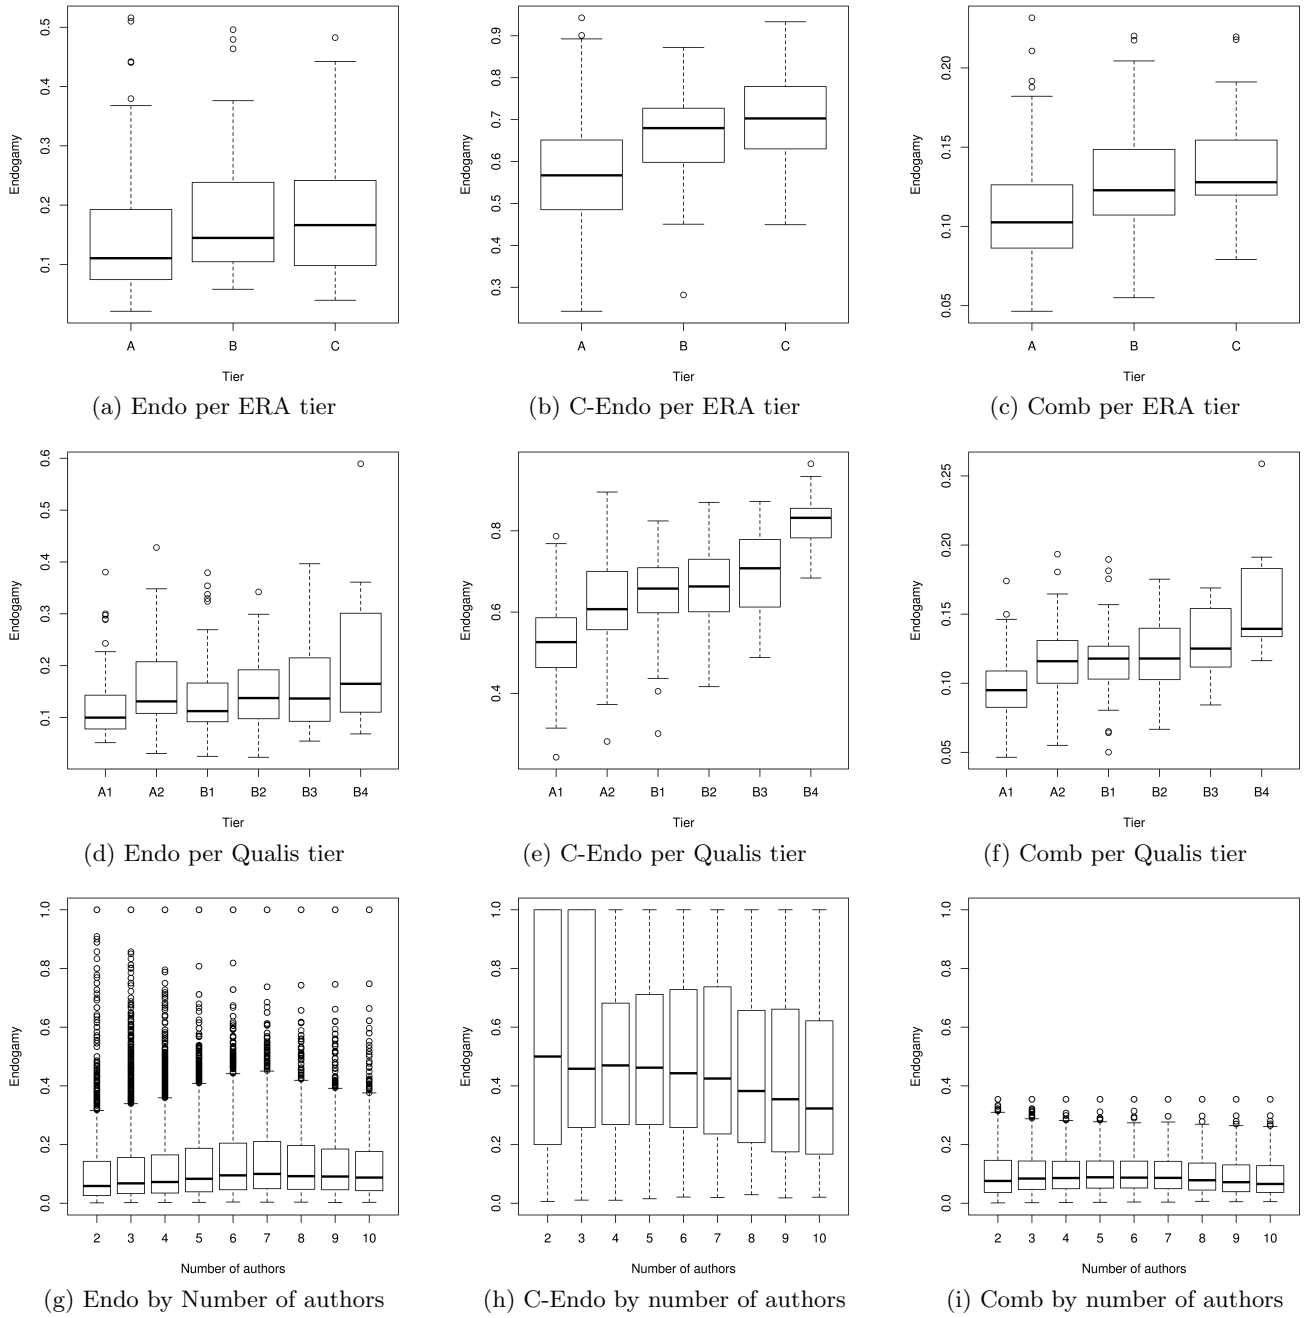 0.1 0.2 0.3 0.4 0.5
Endogamy
A B C
Tier
(a) Endo per ERA tier
0.3 0.4 0.5 0.6 0.7 0.8 0.9
Endogamy
A B C
Tier
(b) C-Endo per ERA tier
0.05 0.10 0.15 0.20
Endogamy
A B C
Tier
(c) Comb per ERA tier
0.1 0.2 0.3 0.4 0.5 0.6
Endogamy
A1 A2 B1 B2 B3 B4
Tier
(d) Endo per Qualis tier
0.4 0.6 0.8
Endogamy
A1 A2 B1 B2 B3 B4
Tier
(e) C-Endo per Qualis tier
0.05 0.10 0.15 0.20 0.25
Endogamy
A1 A2 B1 B2 B3 B4
Tier
(f) Comb per Qualis tier
0.0 0.2 0.4 0.6 0.8 1.0
Endogamy
2 3 4 5 6 7 8 9 10
Number of authors
(g) Endo by Number of authors
0.0 0.2 0.4 0.6 0.8 1.0
Endogamy
2 3 4 5 6 7 8 9 10
Number of authors
(h) C-Endo by number of authors
0.0 0.2 0.4 0.6 0.8 1.0
Endogamy
2 3 4 5 6 7 8 9 10
Number of authors
(i) Comb by number of authors